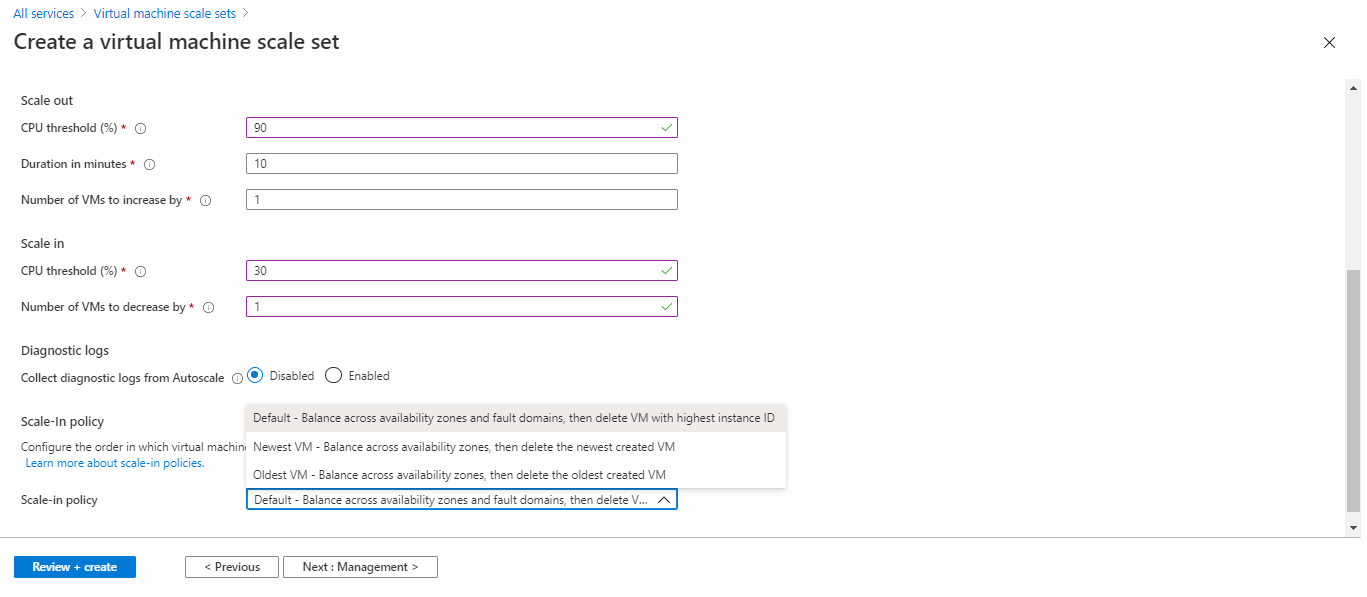 All services > Virtual machine scale sets >
Create a virtual machine scale set
Scale out
CPU threshold (%) *
90
Duration in minutes *
10
Number of VMs to increase by *
1
Scale in
CPU threshold (%) *
30
Number of VMs to decrease by *
1
Diagnostic logs
Collect diagnostic logs from Autoscale
Disabled
Enabled
Scale-In policy
Configure the order in which virtual machine
Learn more about scale-in policies.
Default - Balance across availability zones and fault domains, then delete VM with highest instance ID
Newest VM - Balance across availability zones, then delete the newest created VM
Oldest VM - Balance across availability zones, then delete the oldest created VM
Scale-in policy
Default - Balance across availability zones and fault domains, then delete V...
Review + create
< Previous
Next : Management >